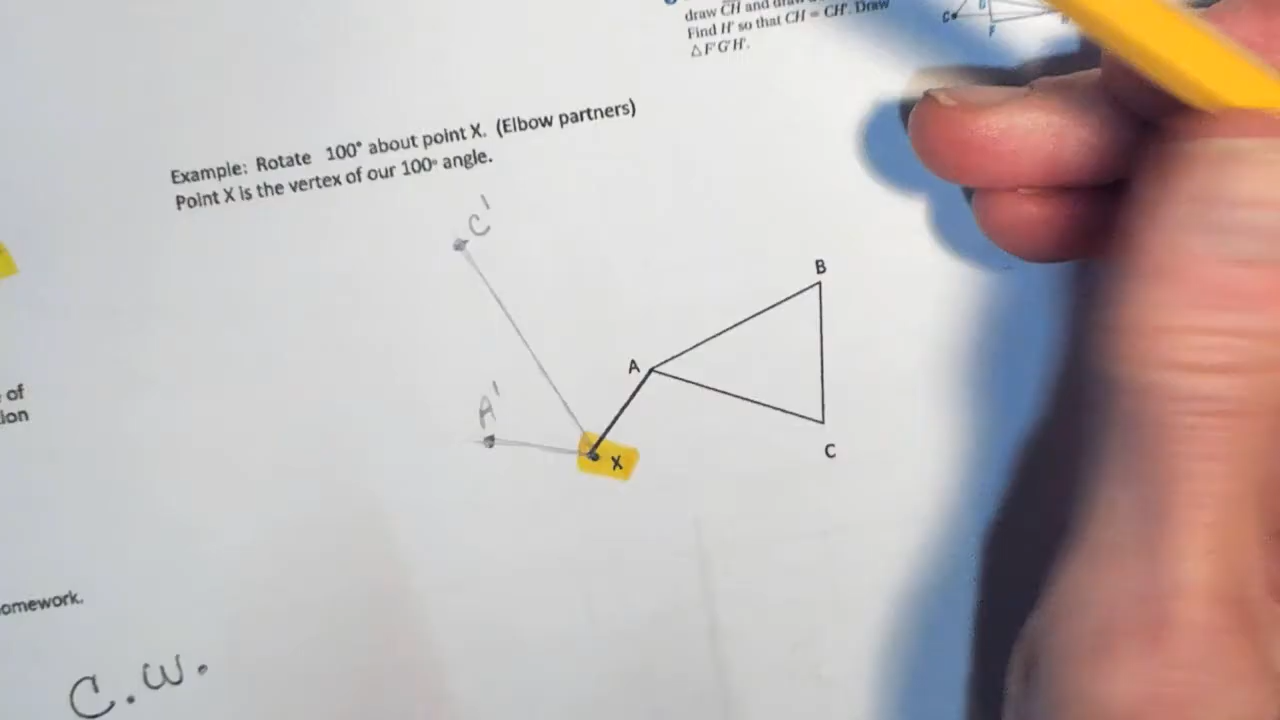 draw CH and draw
Find H' so that CH = CH'. Draw
△F'G'H'.
C
D
F
Example: Rotate 100° about point X. (Elbow partners)
Point X is the vertex of our 100° angle.
C'
B
A
A'
X
C
of
omework.
C.W.